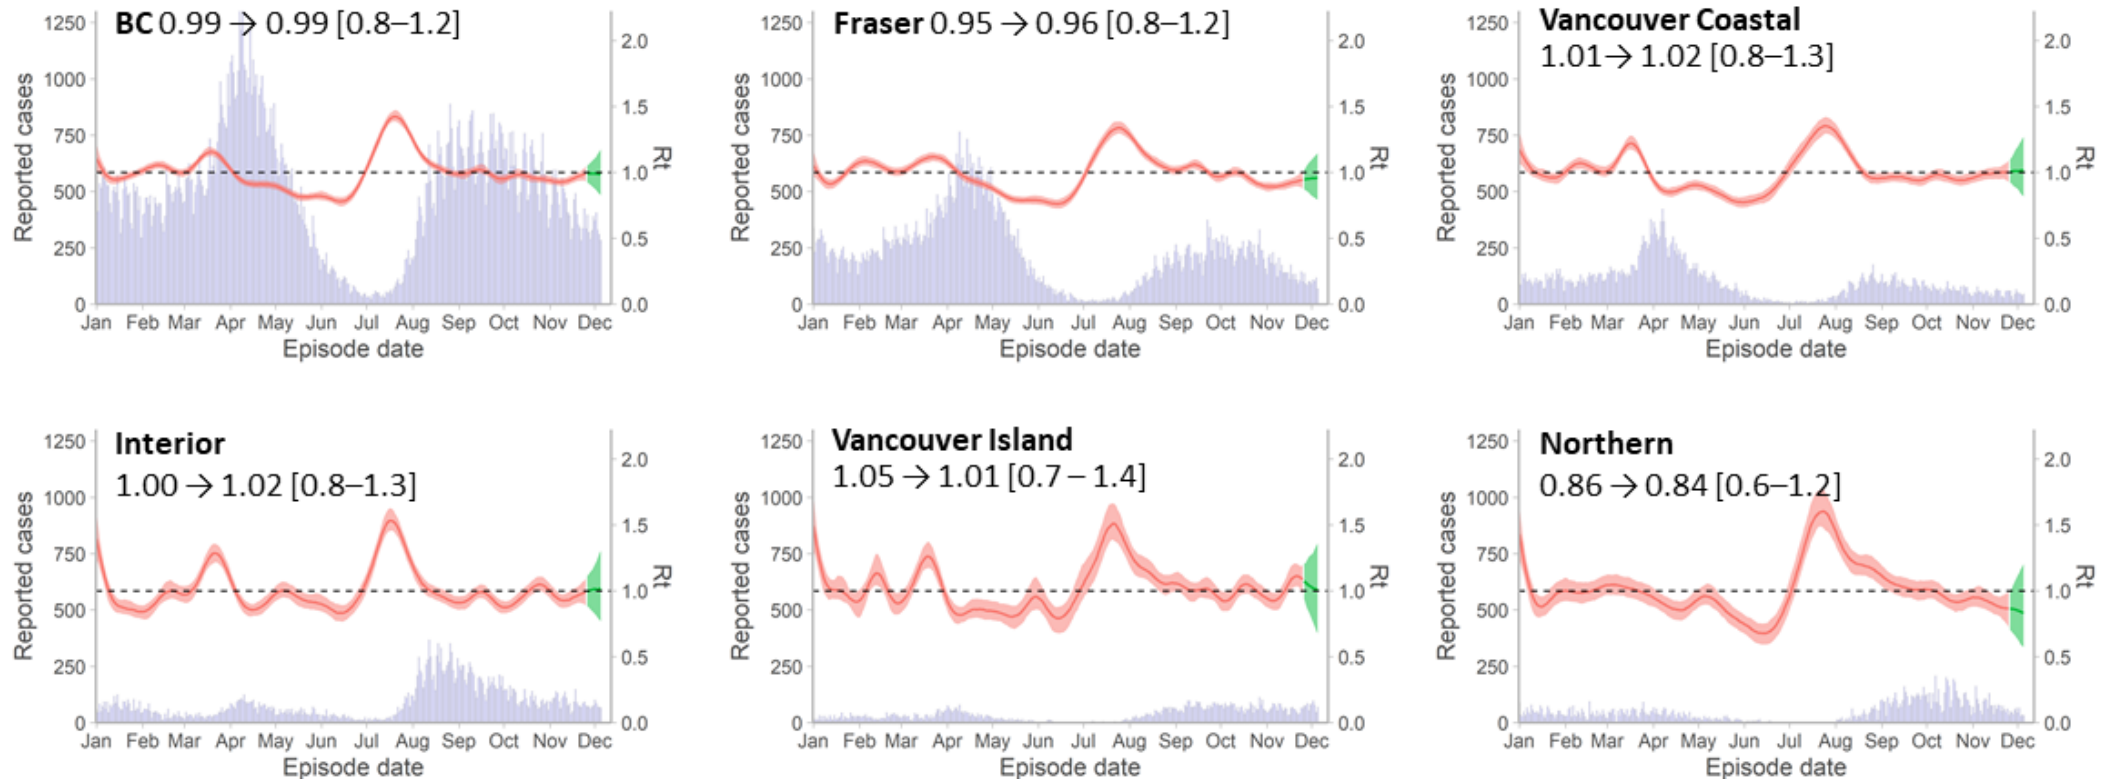 BC 0.99 → 0.99 [0.8–1.2]
1250
1000
750
500
250
0
2.0
1.5
1.0
0.5
0.0
Reported cases
Rt
Jan Feb Mar Apr May Jun Jul Aug Sep Oct Nov Dec
Episode date
Fraser 0.95 → 0.96 [0.8–1.2]
1250
1000
750
500
250
0
2.0
1.5
1.0
0.5
0.0
Reported cases
Rt
Jan Feb Mar Apr May Jun Jul Aug Sep Oct Nov Dec
Episode date
Vancouver Coastal
1.01→ 1.02 [0.8–1.3]
1250
1000
750
500
250
0
2.0
1.5
1.0
0.5
0.0
Reported cases
Rt
Jan Feb Mar Apr May Jun Jul Aug Sep Oct Nov Dec
Episode date
Interior
1.00 → 1.02 [0.8–1.3]
1250
1000
750
500
250
0
2.0
1.5
1.0
0.5
0.0
Reported cases
Rt
Jan Feb Mar Apr May Jun Jul Aug Sep Oct Nov Dec
Episode date
Vancouver Island
1.05 → 1.01 [0.7 – 1.4]
1250
1000
750
500
250
0
2.0
1.5
1.0
0.5
0.0
Reported cases
Rt
Jan Feb Mar Apr May Jun Jul Aug Sep Oct Nov Dec
Episode date
Northern
0.86 → 0.84 [0.6–1.2]
1250
1000
750
500
250
0
2.0
1.5
1.0
0.5
0.0
Reported cases
Rt
Jan Feb Mar Apr May Jun Jul Aug Sep Oct Nov Dec
Episode date